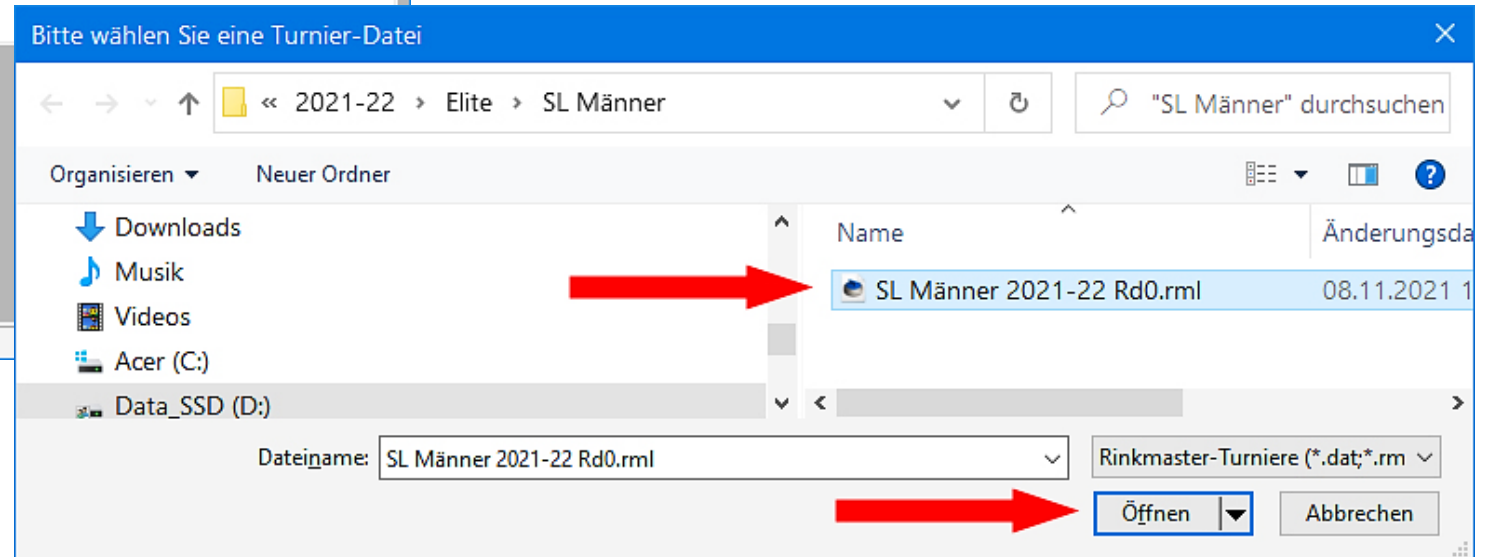 Bitte wählen Sie eine Turnier-Datei
« 2021-22 › Elite › SL Männer
"SL Männer" durchsuchen
Organisieren
Neuer Ordner
Downloads
Musik
Videos
Acer (C:)
Data_SSD (D:)
Name
Änderungsda
SL Männer 2021-22 Rd0.rml
08.11.2021 1
Dateiname:
SL Männer 2021-22 Rd0.rml
Rinkmaster-Turniere (*.dat;*.rm
Öffnen
Abbrechen